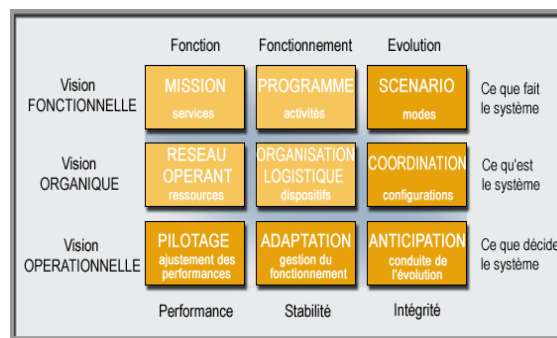 Fonction Fonctionnement Evolution
Vision
FONCTIONNELLE
MISSION
services
PROGRAMME
activités
SCENARIO
modes
Ce que fait
le système
Vision
ORGANIQUE
RESEAU
OPERANT
ressources
ORGANISATION
LOGISTIQUE
dispositifs
COORDINATION
configurations
Ce qu'est
le système
Vision
OPERATIONNELLE
PILOTAGE
ajustement des
performances
ADAPTATION
gestion du
fonctionnement
ANTICIPATION
conduite de
l'évolution
Ce que décide
le système
Performance Stabilité Intégrité